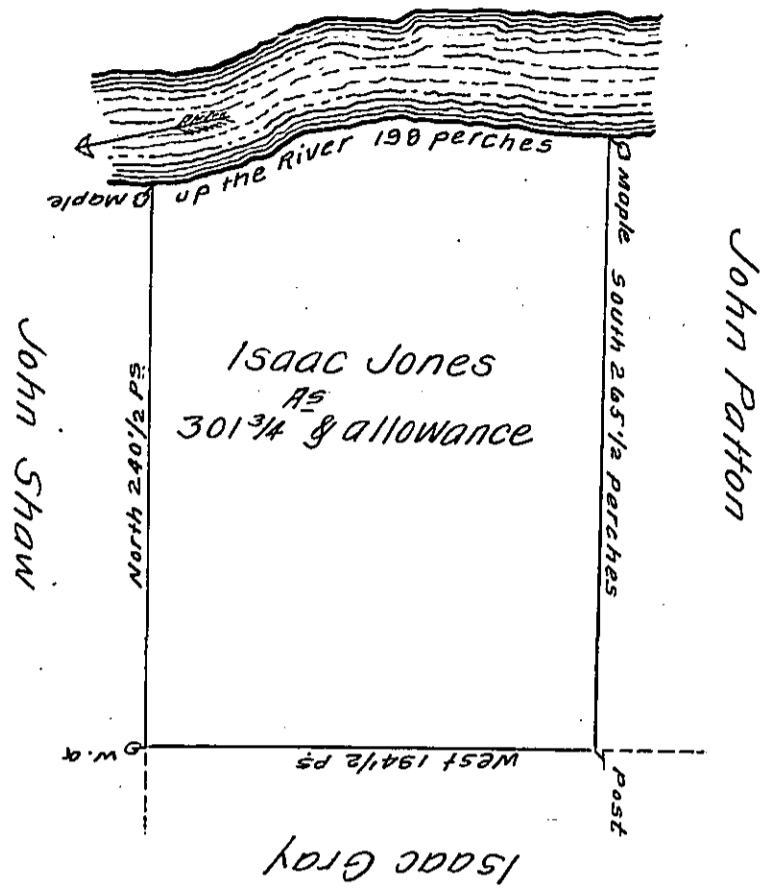 up the River 198 perches
Maple
Maple
South 265 1/2 perches
John Patton
Isaac Jones
As
301 3/4 & allowance
North 240 1/2 Ps
John Shaw
W.O
West 194 1/2 Ps
Post
Isaac Gray